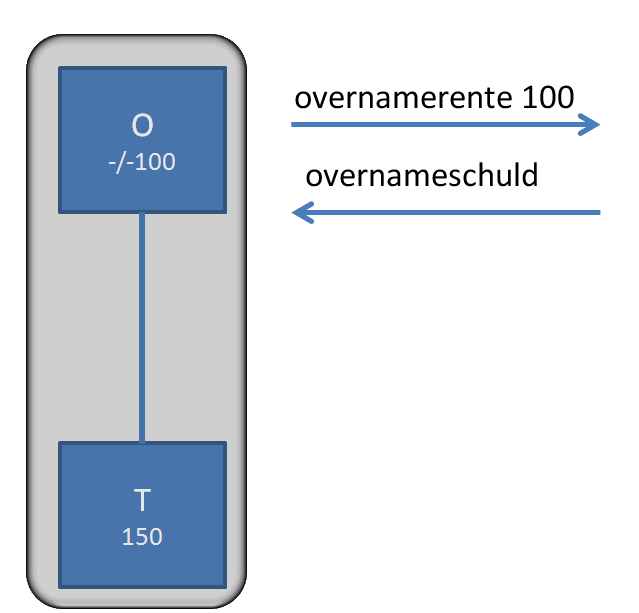 O
-/-100
overnamerente 100
overnameschuld
T
150